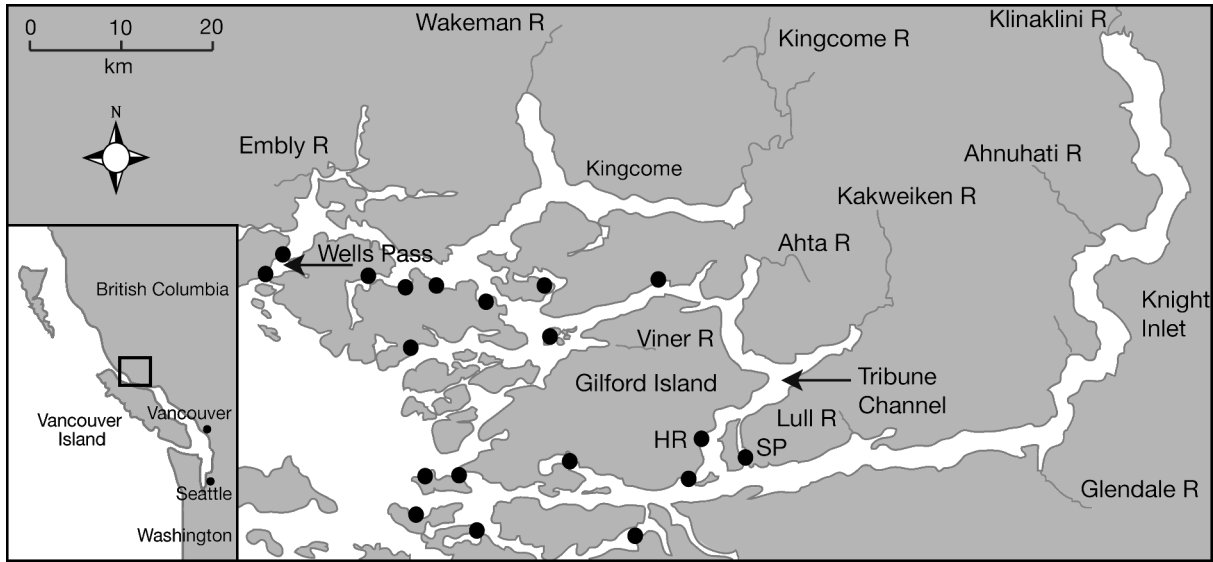 0 10 20
km
N
Wakeman R
Kingcome R
Klinaklini R
Embly R
Kingcome
Ahnuhati R
Kakweiken R
Wells Pass
Ahta R
Knight
Inlet
Viner R
Gilford Island
Tribune
Channel
Lull R
HR
SP
Glendale R
British Columbia
Vancouver
Vancouver
Island
Seattle
Washington